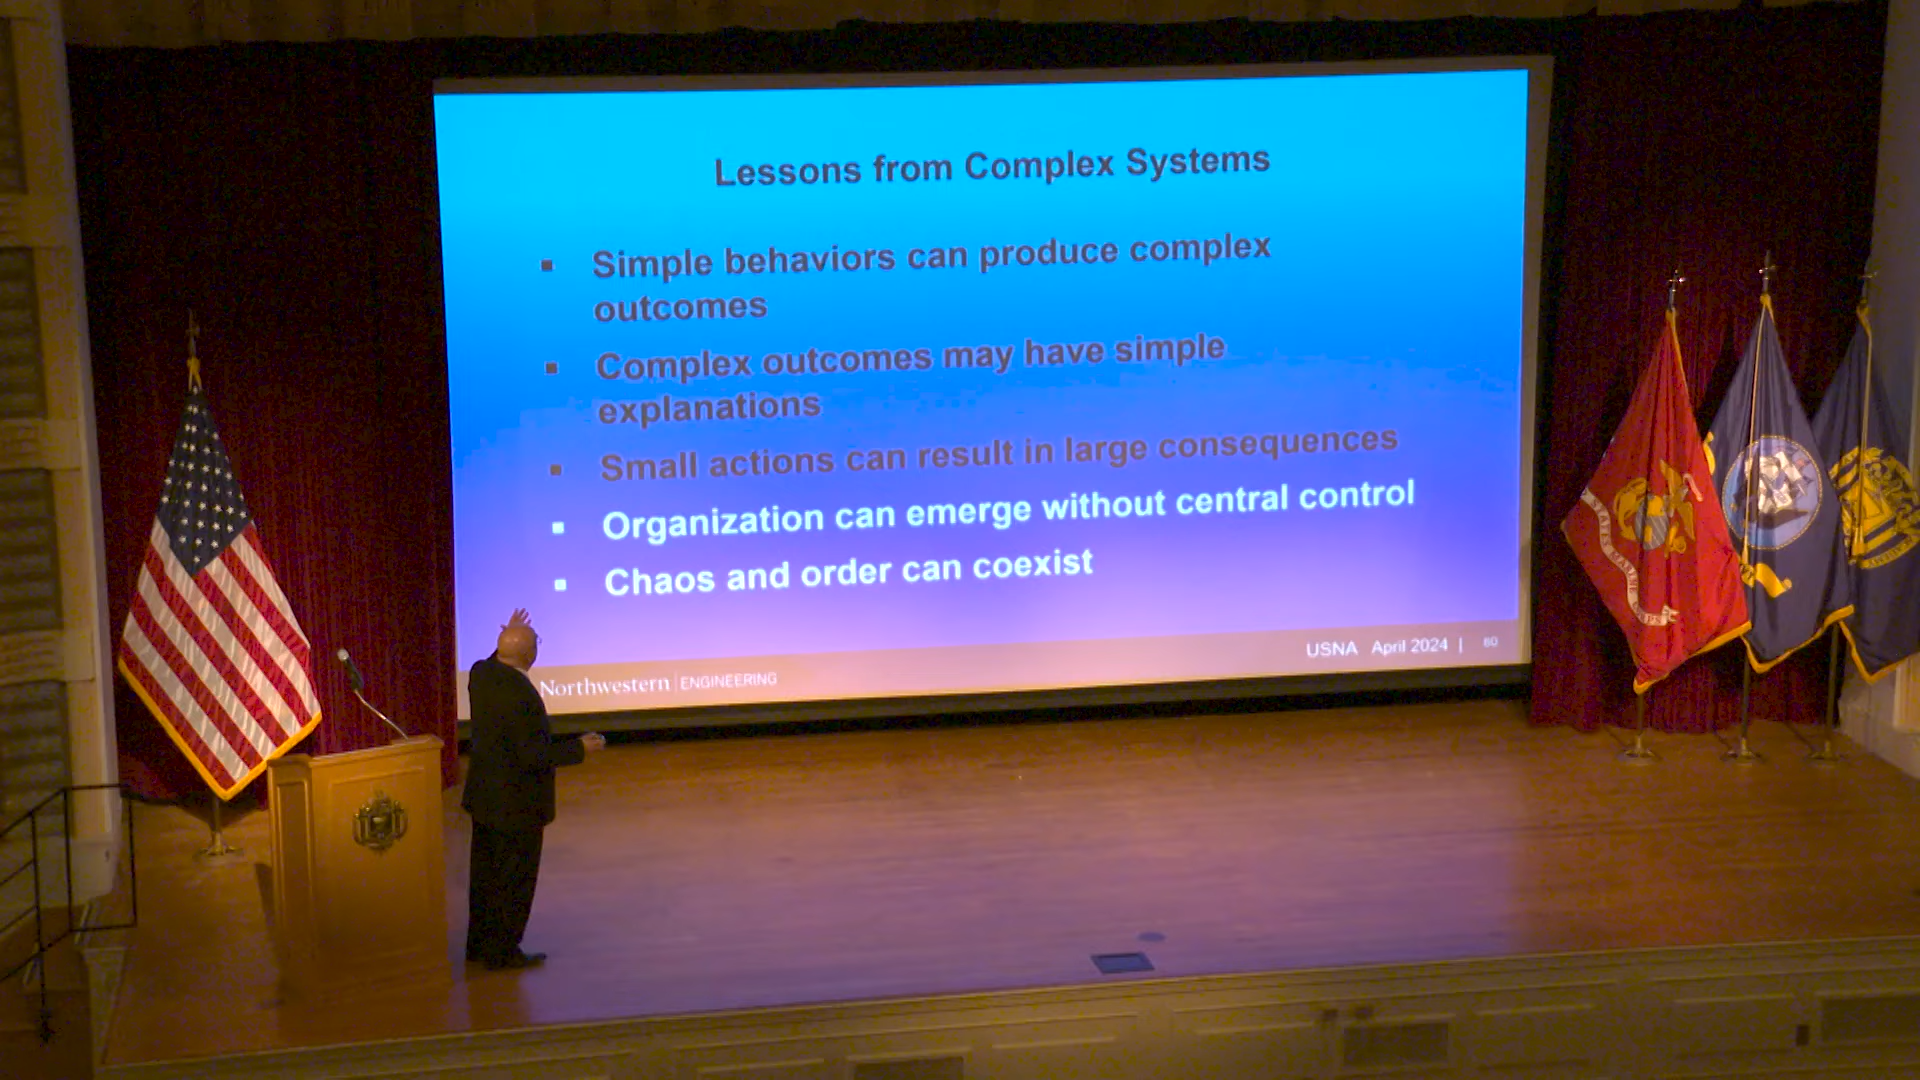 Lessons from Complex Systems
▪ Simple behaviors can produce complex
outcomes
▪ Complex outcomes may have simple
explanations
▪ Small actions can result in large consequences
▪ Organization can emerge without central control
▪ Chaos and order can coexist
USNA April 2024 | 60
Northwestern | ENGINEERING